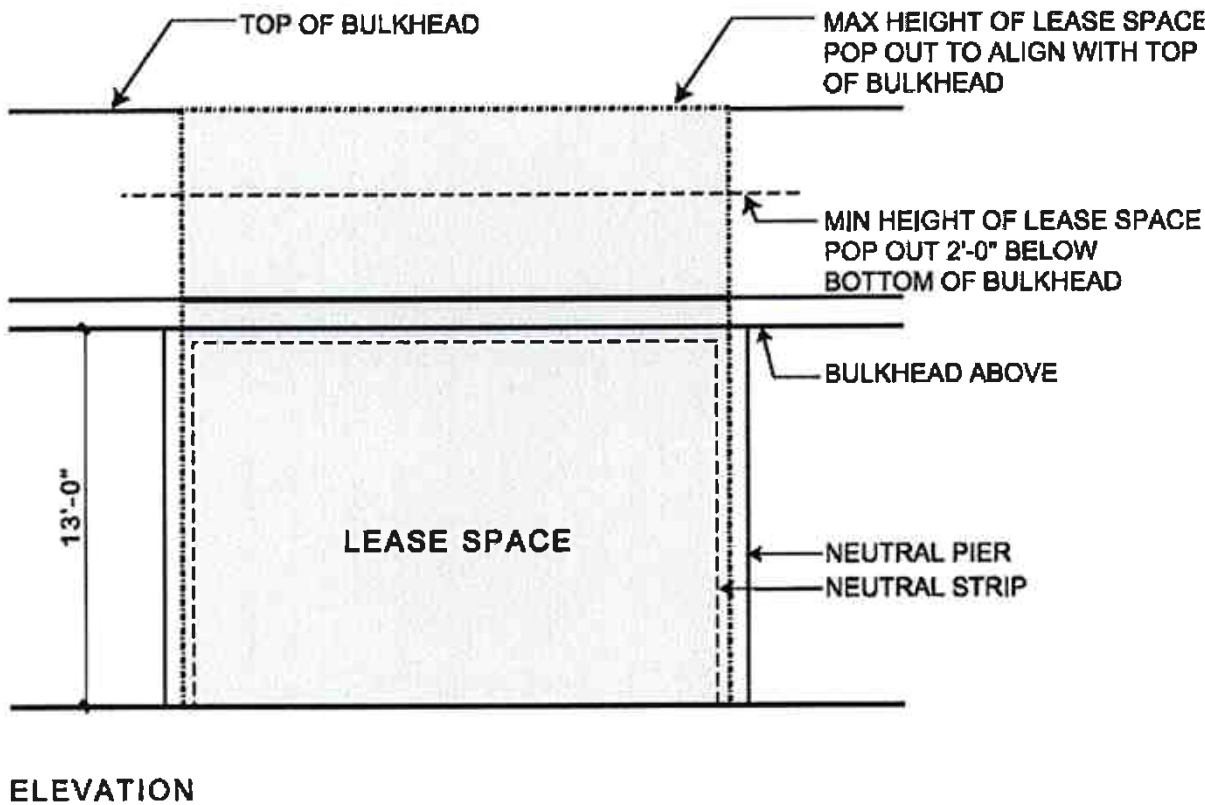 TOP OF BULKHEAD
MAX HEIGHT OF LEASE SPACE
POP OUT TO ALIGN WITH TOP
OF BULKHEAD
MIN HEIGHT OF LEASE SPACE
POP OUT 2'-0" BELOW
BOTTOM OF BULKHEAD
BULKHEAD ABOVE
13'-0"
LEASE SPACE
NEUTRAL PIER
NEUTRAL STRIP
ELEVATION